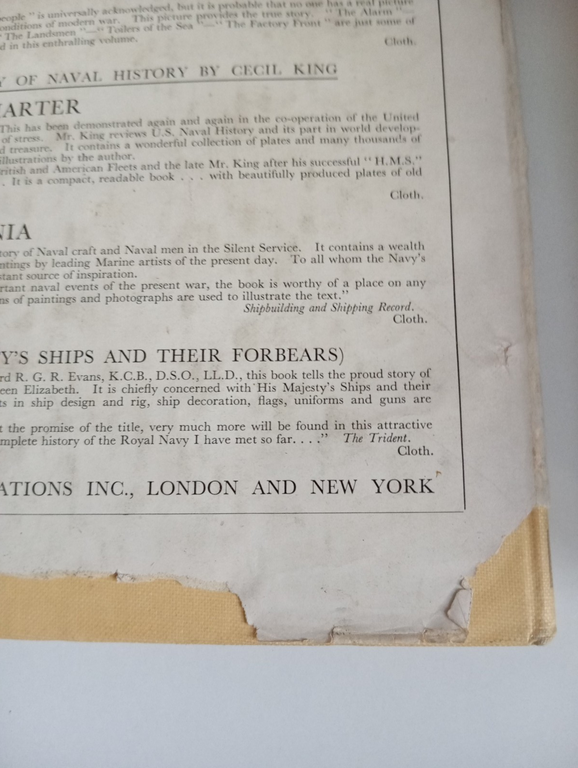 eople" is universally acknowledged, but it is probable that no one has a real picture
onditions of modern war. This picture provides the true story. "The Alarm"—
"The Landsmen"—"Toilers of the Sea"—"The Factory Front" are just some of
d in this enthralling volume.
Cloth.
Y OF NAVAL HISTORY BY CECIL KING
ARTER
This has been demonstrated again and again in the co-operation of the United
of stress. Mr. King reviews U.S. Naval History and its part in world develop-
d treasure. It contains a wonderful collection of plates and many thousands of
illustrations by the author.
ritish and American Fleets and the late Mr. King after his successful "H.M.S."
. It is a compact, readable book . . . with beautifully produced plates of old
Cloth.
NIA
tory of Naval craft and Naval men in the Silent Service. It contains a wealth
ntings by leading Marine artists of the present day. To all whom the Navy's
stant source of inspiration.
rtant naval events of the present war, the book is worthy of a place on any
ns of paintings and photographs are used to illustrate the text."
Shipbuilding and Shipping Record.
Cloth.
Y'S SHIPS AND THEIR FORBEARS)
rd R. G. R. Evans, K.C.B., D.S.O., LL.D., this book tells the proud story of
een Elizabeth. It is chiefly concerned with His Majesty's Ships and their
ts in ship design and rig, ship decoration, flags, uniforms and guns are
t the promise of the title, very much more will be found in this attractive
mplete history of the Royal Navy I have met so far. . . ." The Trident.
Cloth.
ATIONS INC., LONDON AND NEW YORK